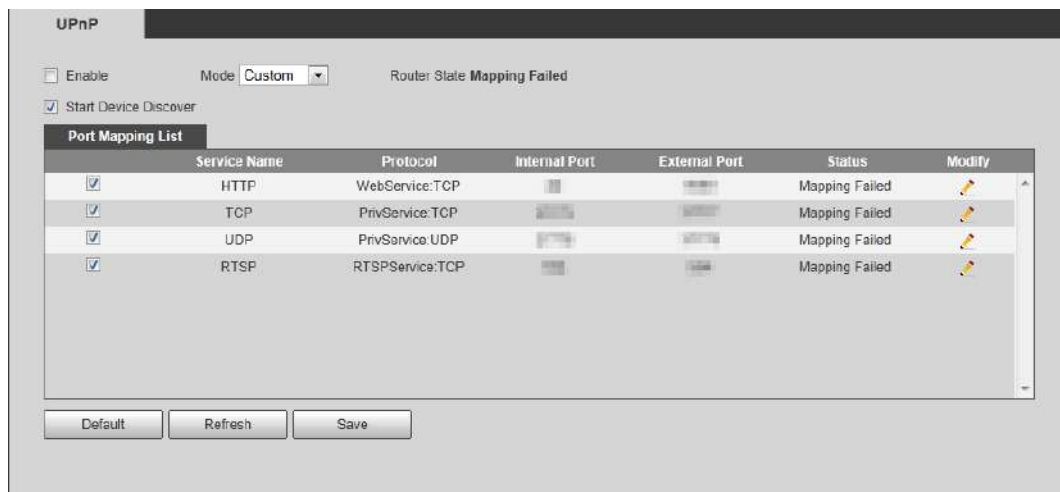 UPnP
Enable Mode Custom Router State Mapping Failed
Start Device Discover
Port Mapping List
Service Name Protocol Internal Port External Port Status Modify
HTTP WebService:TCP Mapping Failed
TCP PrivService:TCP Mapping Failed
UDP PrivService:UDP Mapping Failed
RTSP RTSPService:TCP Mapping Failed
Default Refresh Save